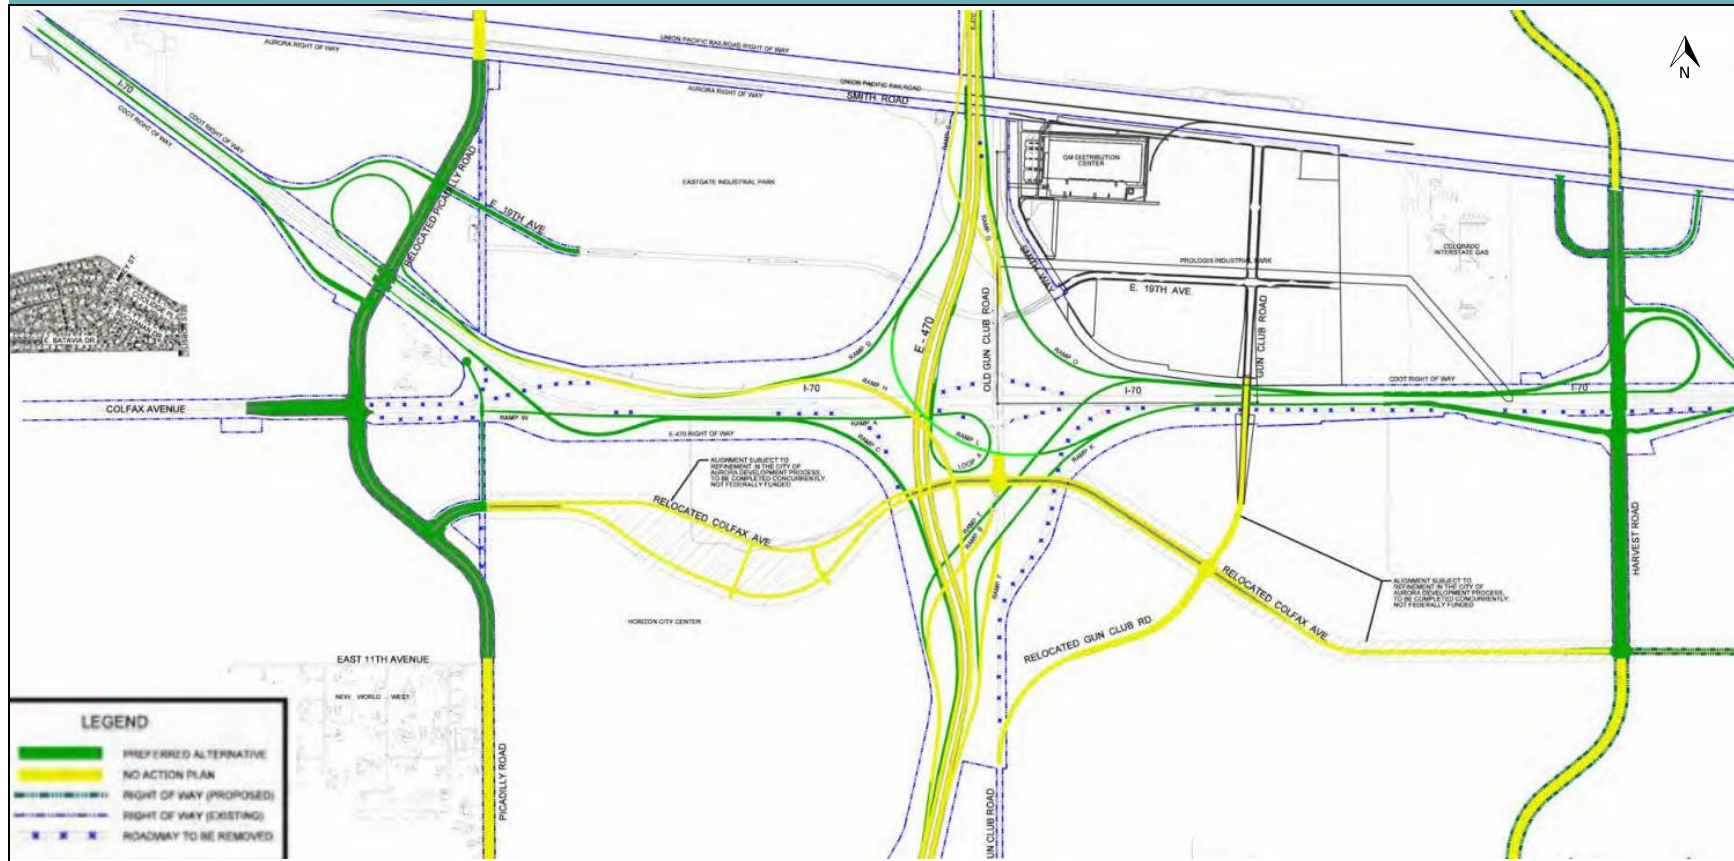 E-470
UNION PACIFIC RAILROAD RIGHT OF WAY
AURORA RIGHT OF WAY
N
UNION PACIFIC RAILROAD
AURORA RIGHT OF WAY
SMITH ROAD
I-70
CDOT RIGHT OF WAY
CDOT RIGHT OF WAY
RAMP E
GM DISTRIBUTION
CENTER
EASTGATE INDUSTRIAL PARK
RELOCATED PICADILLY ROAD
E. 19TH AVE
RAMP G
SMITH WAY
COLORADO
INTERSTATE GAS
PROLOGIS INDUSTRIAL PARK
E. 19TH AVE.
OLD GUN CLUB ROAD
GUN CLUB ROAD
E. BATAVIA DR
E-470
RAMP D
RAMP O
I-70
RAMP H
I-70
CDOT RIGHT OF WAY
I-70
COLFAX AVENUE
RAMP W
RAMP A
E-470 RIGHT OF WAY
RAMP C
RAMP L
LOOP A
RAMP K
ALIGNMENT SUBJECT TO
REFINEMENT IN THE CITY OF
AURORA DEVELOPMENT PROCESS,
TO BE COMPLETED CONCURRENTLY,
NOT FEDERALLY FUNDED
RELOCATED COLFAX AVE.
RAMP T
RAMP S
RAMP F
HARVEST ROAD
RELOCATED COLFAX AVE.
ALIGNMENT SUBJECT TO
REFINEMENT IN THE CITY OF
AURORA DEVELOPMENT PROCESS,
TO BE COMPLETED CONCURRENTLY,
NOT FEDERALLY FUNDED
HORIZON CITY CENTER
RELOCATED GUN CLUB RD.
EAST 11TH AVENUE
NEW WORLD WEST
PICADILLY ROAD
GUN CLUB ROAD
LEGEND
PREFERRED ALTERNATIVE
NO ACTION PLAN
RIGHT OF WAY (PROPOSED)
RIGHT OF WAY (EXISTING)
ROADWAY TO BE REMOVED